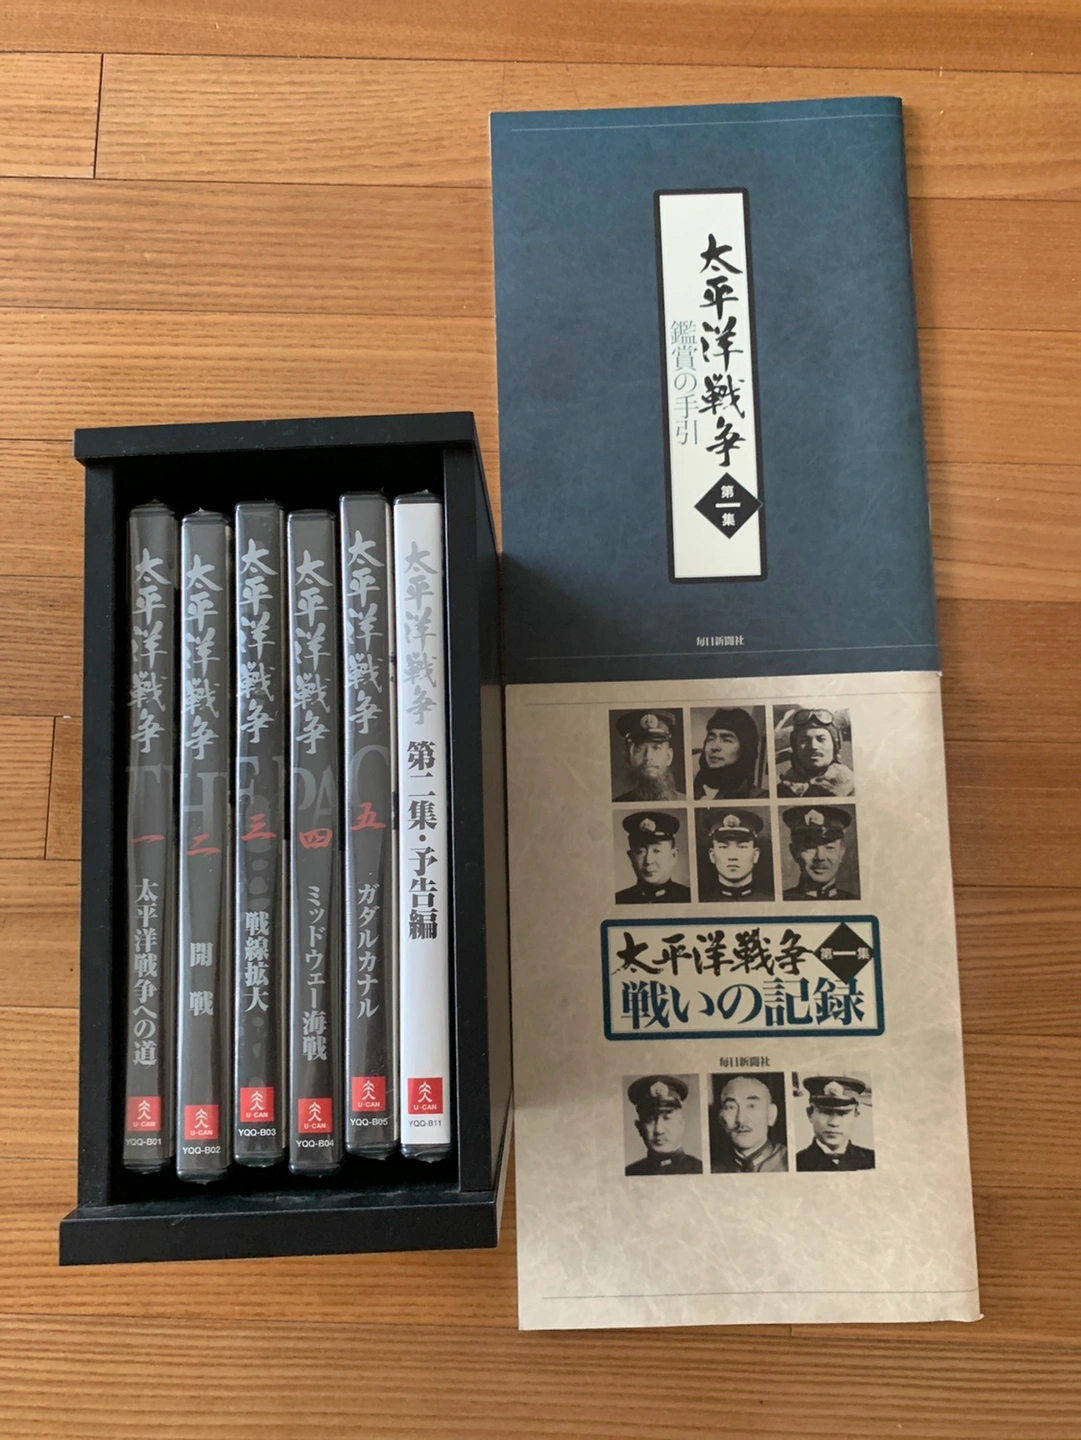 太平洋戦争
一
太平洋戦争への道
U-CAN
YQQ-B01
太平洋戦争
二
開戦
U-CAN
YQQ-B02
太平洋戦争
三
戦線拡大
U-CAN
YQQ-B03
太平洋戦争
四
ミッドウェー海戦
U-CAN
YQQ-B04
太平洋戦争
五
ガダルカナル
U-CAN
YQQ-B05
太平洋戦争
第二集・予告編
U-CAN
YQQ-B11
THE PAC
太平洋戦争
第一集
鑑賞の手引
毎日新聞社
太平洋戦争 第一集
戦いの記録
毎日新聞社